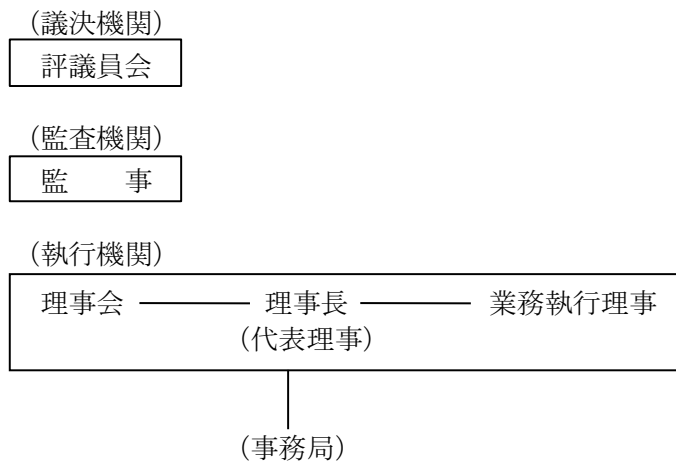 (議決機関)
評議員会
(監査機関)
監　　事
(執行機関)
理事会 理事長 業務執行理事
(代表理事)
(事務局)